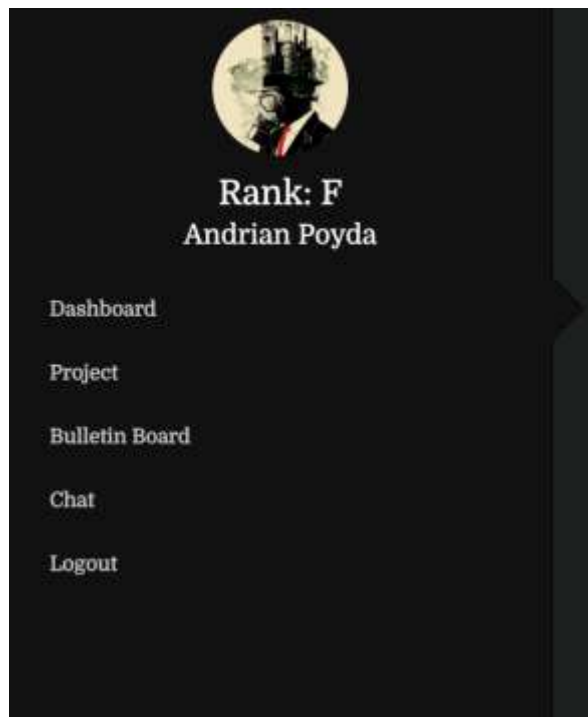 Rank: F
Andrian Poyda
Dashboard
Project
Bulletin Board
Chat
Logout